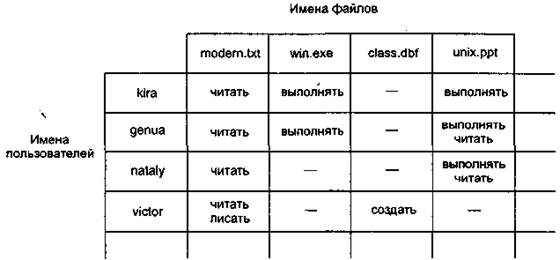 Имена файлов
modern.txt win.exe class.dbf unix.ppt
kira читать выполнять — выполнять
genua читать выполнять — выполнять читать
Имена пользователей
nataly читать — — выполнять читать
victor читать лисать — создать —